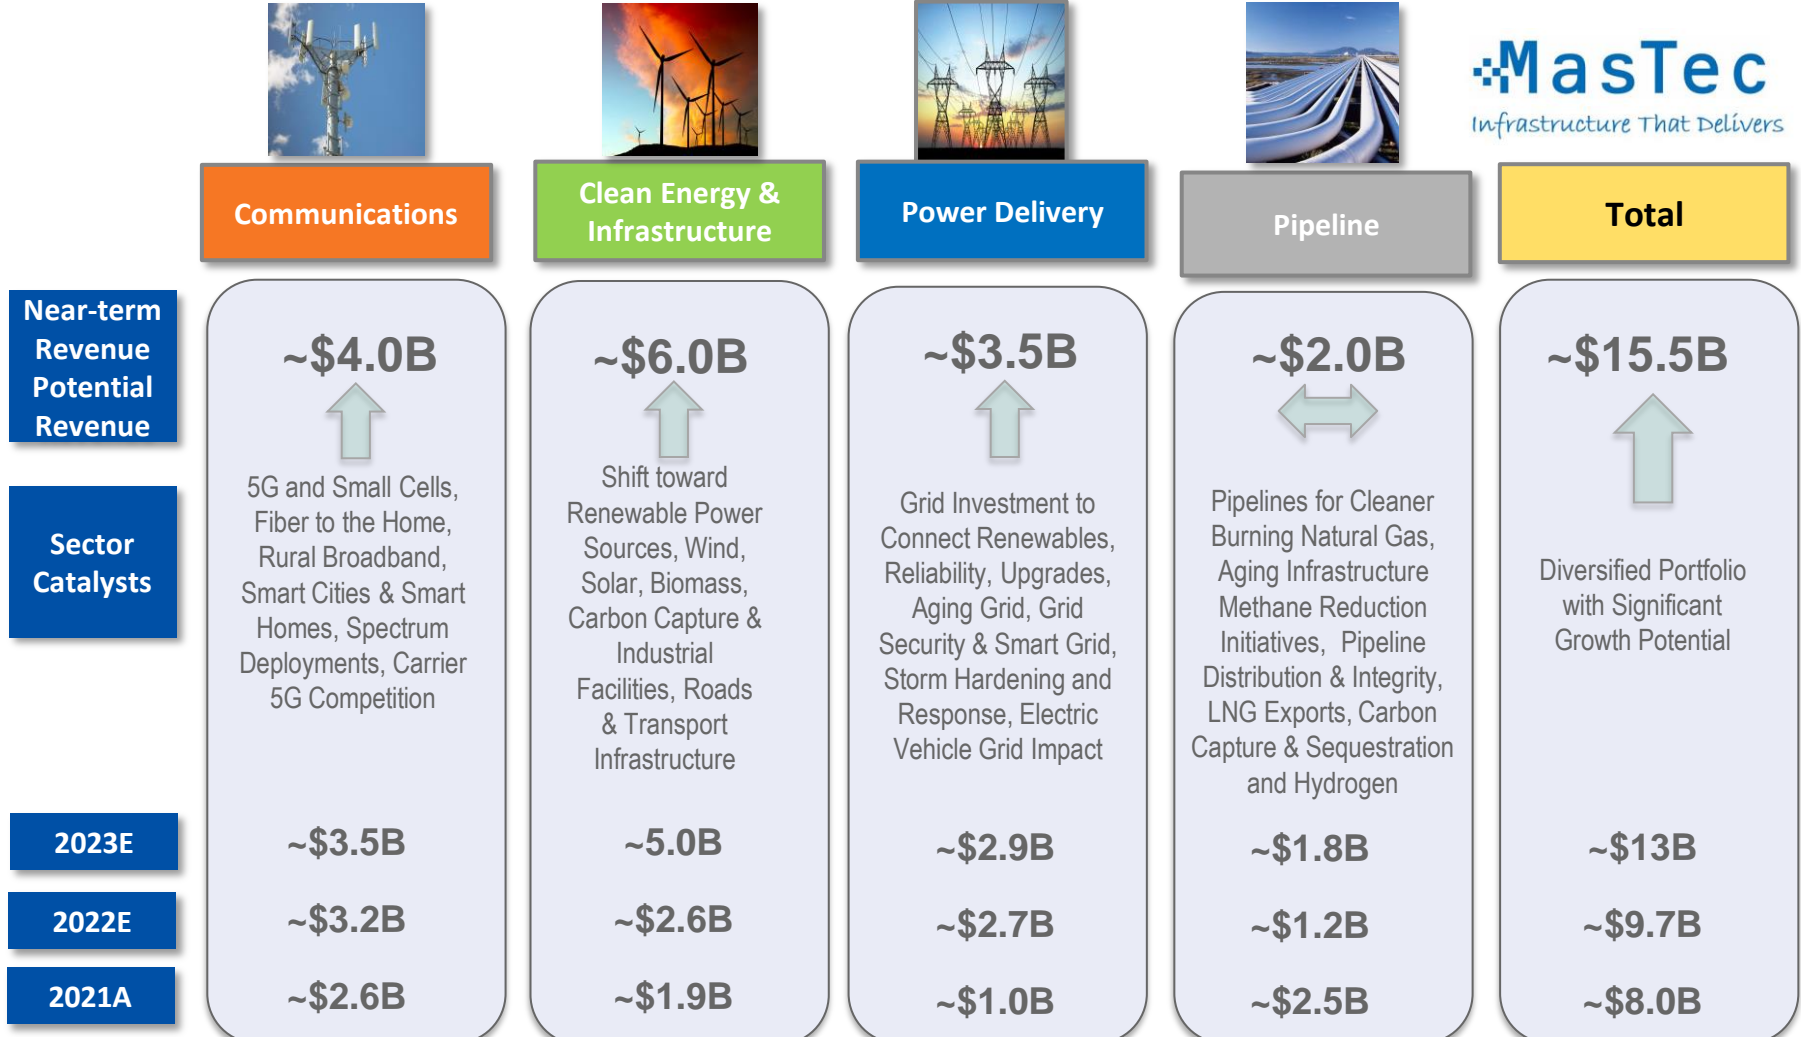 MasTec
Infrastructure That Delivers
Communications
Clean Energy &
Infrastructure
Power Delivery
Pipeline
Total
Near-term
Revenue
Potential
Revenue
~$4.0B
~$6.0B
~$3.5B
~$2.0B
~$15.5B
Sector
Catalysts
5G and Small Cells,
Fiber to the Home,
Rural Broadband,
Smart Cities & Smart
Homes, Spectrum
Deployments, Carrier
5G Competition
Shift toward
Renewable Power
Sources, Wind,
Solar, Biomass,
Carbon Capture &
Industrial
Facilities, Roads
& Transport
Infrastructure
Grid Investment to
Connect Renewables,
Reliability, Upgrades,
Aging Grid, Grid
Security & Smart Grid,
Storm Hardening and
Response, Electric
Vehicle Grid Impact
Pipelines for Cleaner
Burning Natural Gas,
Aging Infrastructure
Methane Reduction
Initiatives, Pipeline
Distribution & Integrity,
LNG Exports, Carbon
Capture & Sequestration
and Hydrogen
Diversified Portfolio
with Significant
Growth Potential
2023E
~$3.5B
~5.0B
~$2.9B
~$1.8B
~$13B
2022E
~$3.2B
~$2.6B
~$2.7B
~$1.2B
~$9.7B
2021A
~$2.6B
~$1.9B
~$1.0B
~$2.5B
~$8.0B